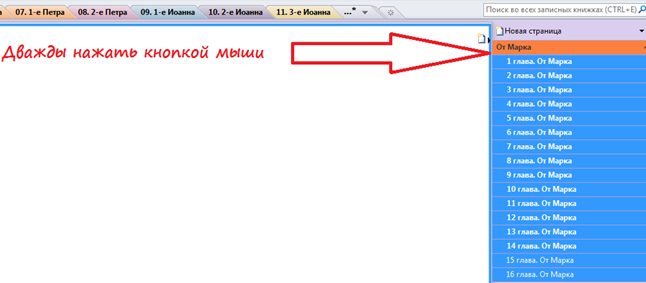 07. 1-е Петра 08. 2-е Петра 09. 1-е Иоанна 10. 2-е Иоанна 11. 3-е Иоанна ...*
Поиск во всех записных книжках (CTRL+E)
Новая страница
Дважды нажать кнопкой мыши
От Марка
1 глава. От Марка
2 глава. От Марка
3 глава. От Марка
4 глава. От Марка
5 глава. От Марка
6 глава. От Марка
7 глава. От Марка
8 глава. От Марка
9 глава. От Марка
10 глава. От Марка
11 глава. От Марка
12 глава. От Марка
13 глава. От Марка
14 глава. От Марка
15 глава. От Марка
16 глава. От Марка